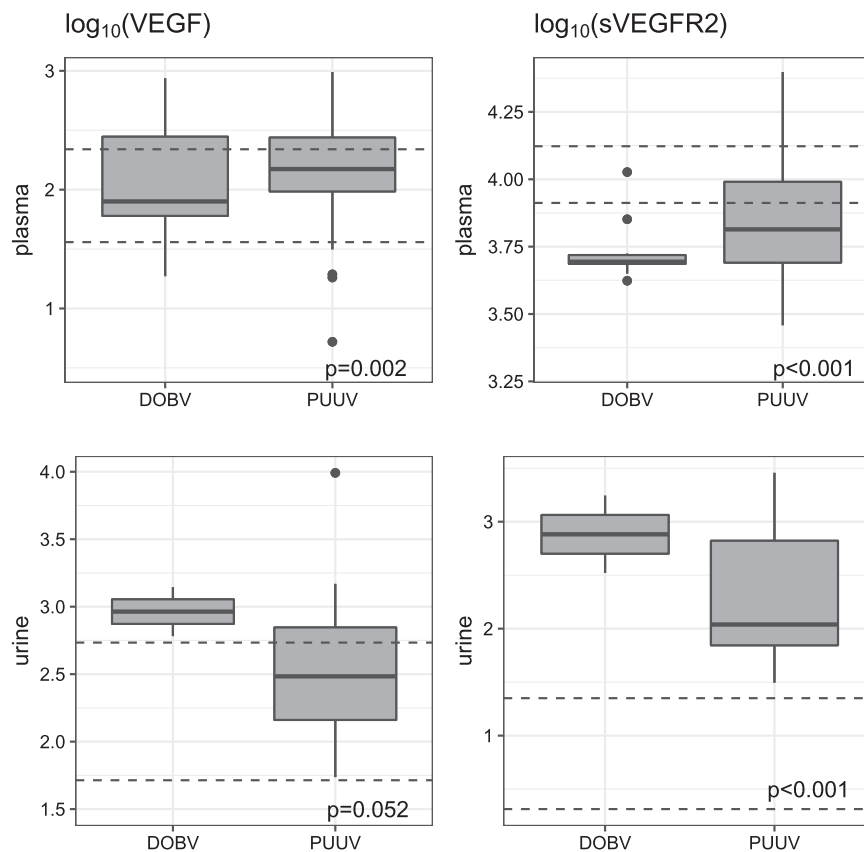 log₁₀(VEGF)
log₁₀(sVEGFR2)
plasma
3
2
1
p=0.002
DOBV
PUUV
plasma
4.25
4.00
3.75
3.50
3.25
p<0.001
DOBV
PUUV
urine
4.0
3.5
3.0
2.5
2.0
1.5
p=0.052
DOBV
PUUV
urine
3
2
1
p<0.001
DOBV
PUUV